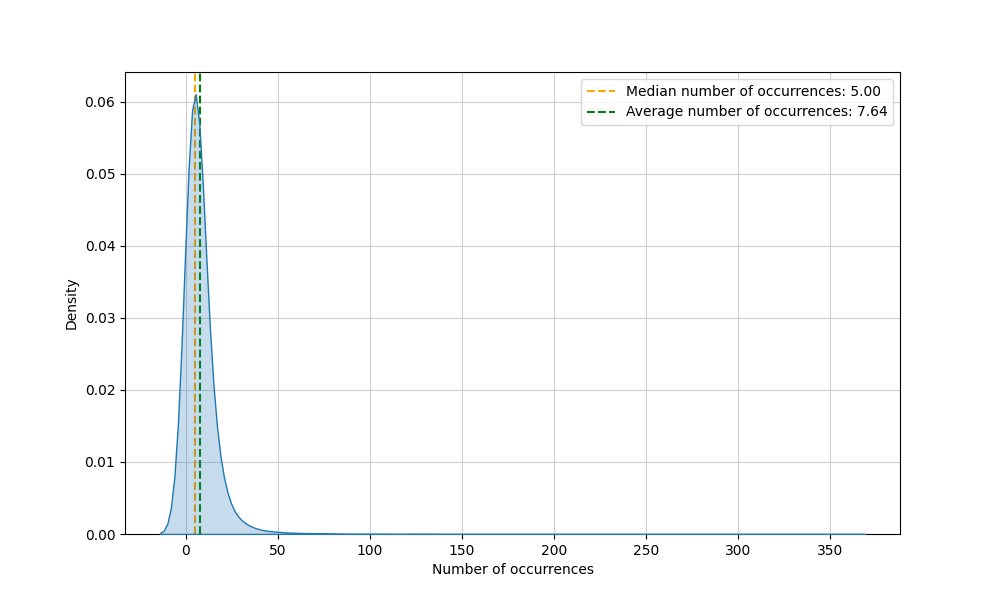 Median number of occurrences: 5.00
Average number of occurrences: 7.64
0.06
0.05
0.04
0.03
0.02
0.01
0.00
Density
0 50 100 150 200 250 300 350
Number of occurrences